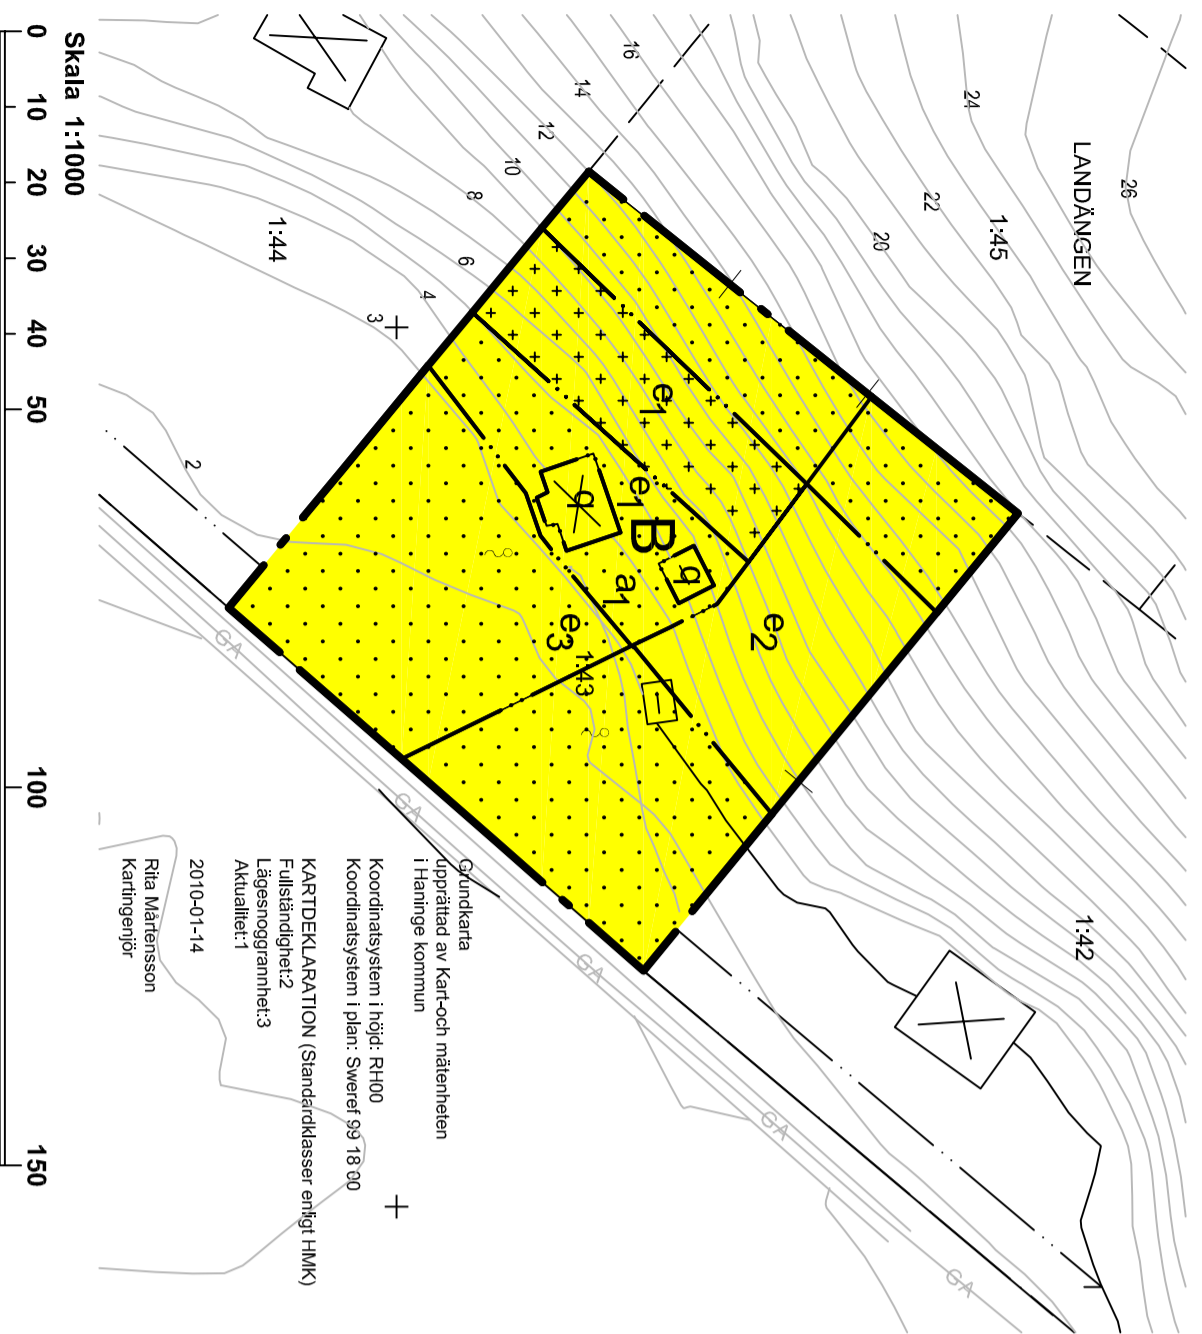 LANDÄNGEN
1:45
26
24
22
20
16
14
12
10
8
6
4
3
2
1:44
1:42
e1
e1
B
q
q
a1
e2
e3
1:43
GA
GA
GA
GA
GA
Grundkarta
upprättad av Kart-och mätenheten
i Haninge kommun
Koordinatsystem i höjd: RH00
Koordinatsystem i plan: Sweref 99 18 00
KARTDEKLARATION (Standardklasser enligt HMK)
Fullständighet:2
Lägesnoggrannhet:3
Aktualitet:1
2010-01-14
Rita Mårtensson
Kartingenjör
Skala 1:1000
0 10 20 30 40 50 100 150